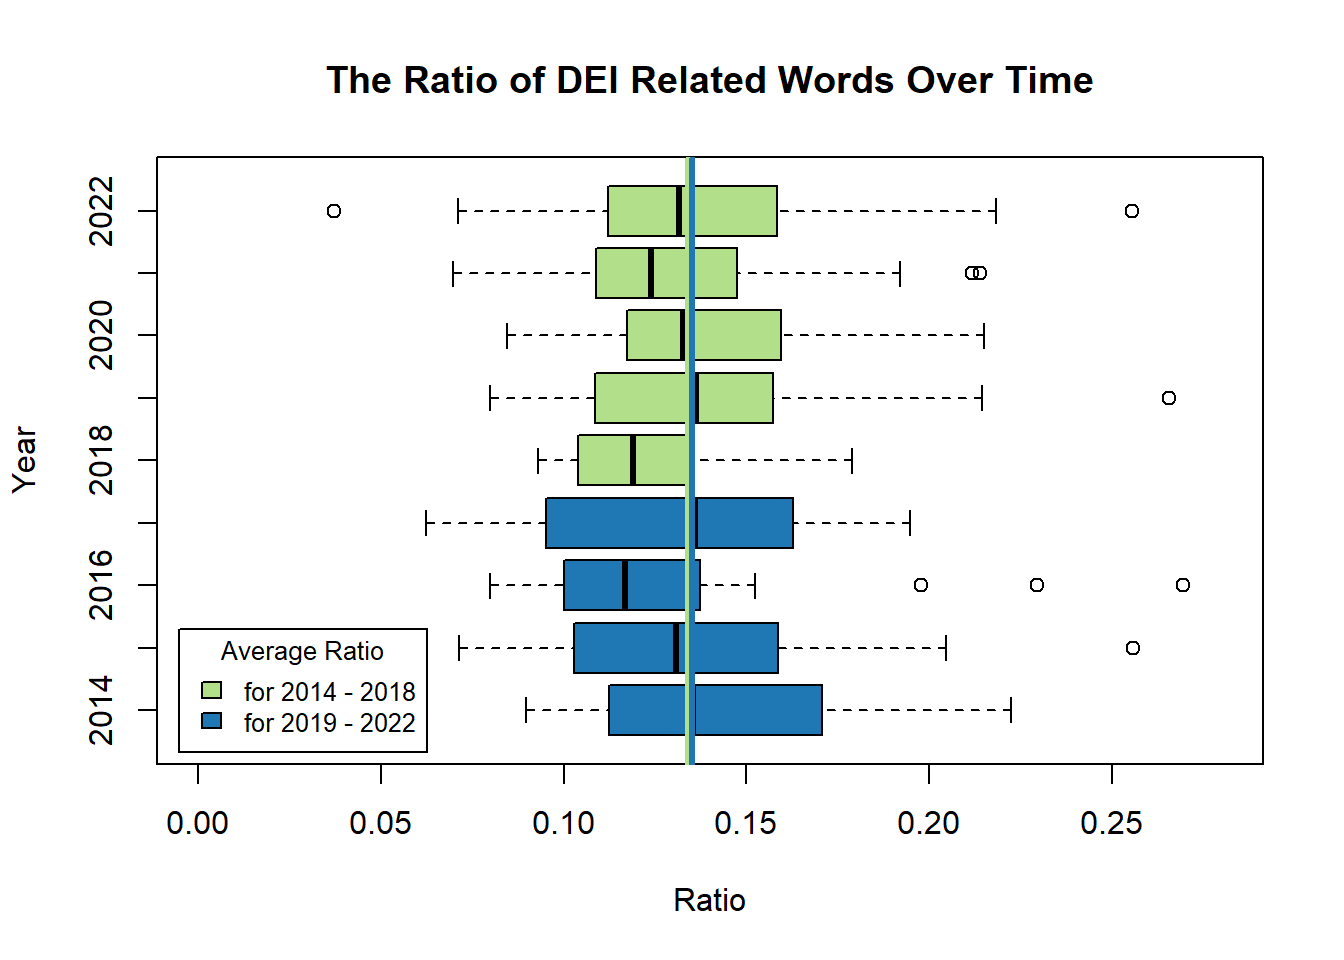 The Ratio of DEI Related Words Over Time
Year
2022
2020
2018
2016
2014
Average Ratio
for 2014 - 2018
for 2019 - 2022
0.00 0.05 0.10 0.15 0.20 0.25
Ratio